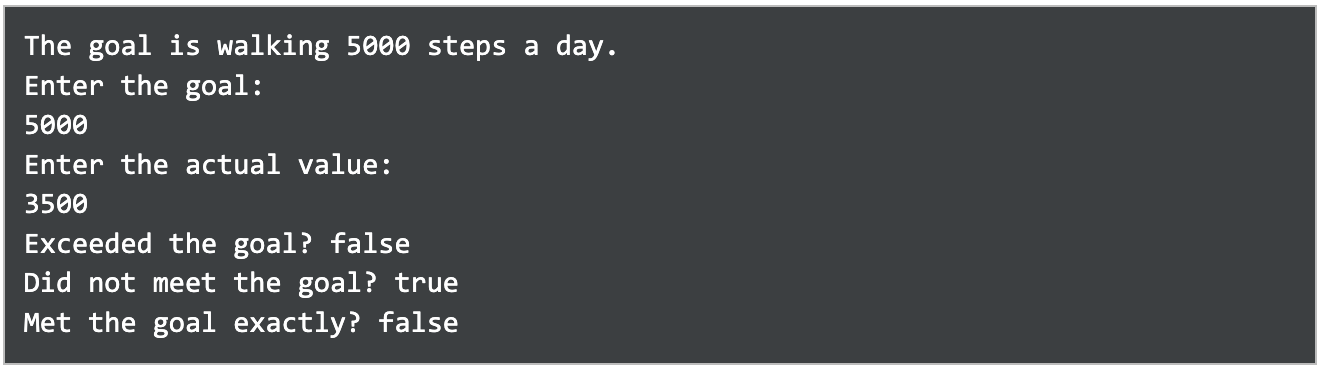 The goal is walking 5000 steps a day.
Enter the goal:
5000
Enter the actual value:
3500
Exceeded the goal? false
Did not meet the goal? true
Met the goal exactly? false